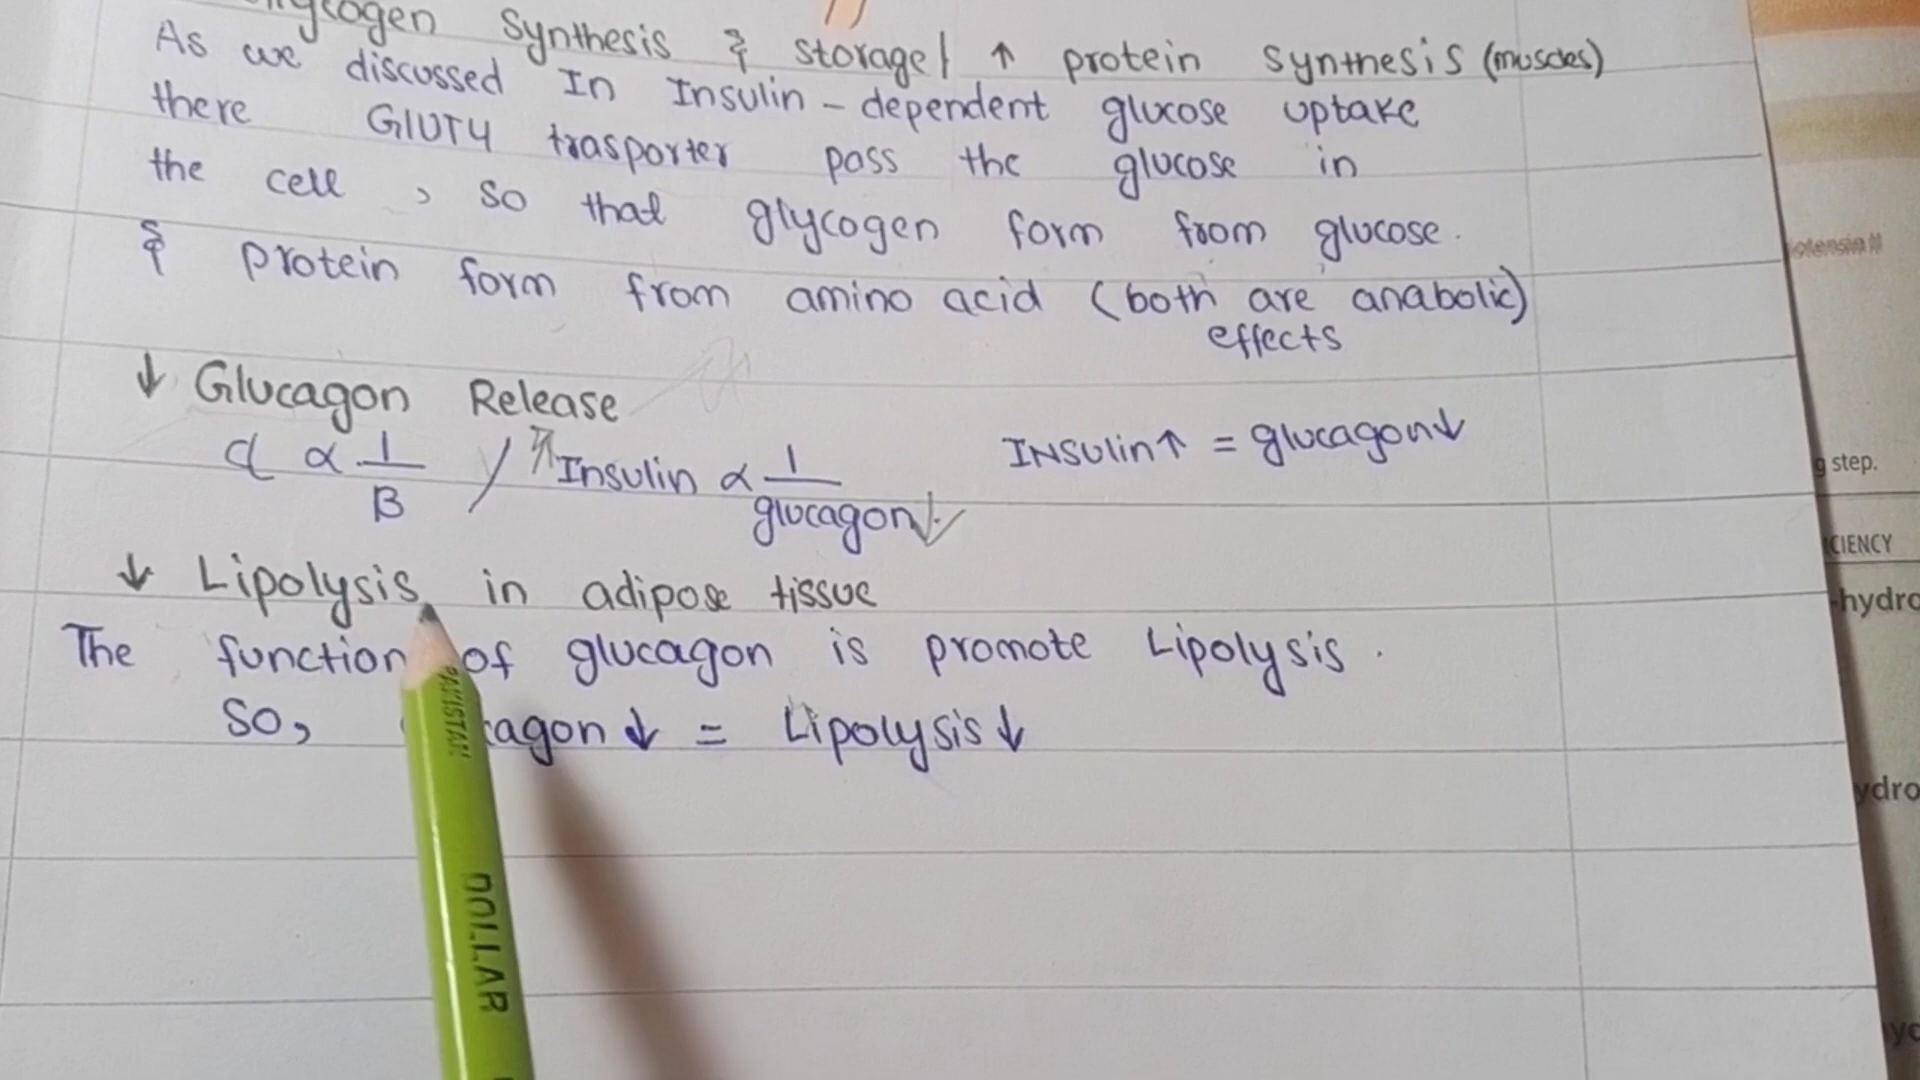 Synthesis & storage/ ↑ protein synthesis (muscles)
As we discussed In Insulin-dependent glucose uptake
there GlUT4 trasporter pass the glucose in
the cell, so that glycogen form from glucose.
& protein form from amino acid (both are anabolic)
effects
↓ Glucagon Release
α ∝ 1/B / ↑Insulin ∝ 1/glucagon↓ INSulin↑ = glucagon↓
↓ Lipolysis in adipose tissue
The function of glucagon is promote Lipolysis.
So, agon↓ = Lipolysis↓
PAKISTAN
DOLLAR
otensin II
g step.
CIENCY
-hydro
ydro